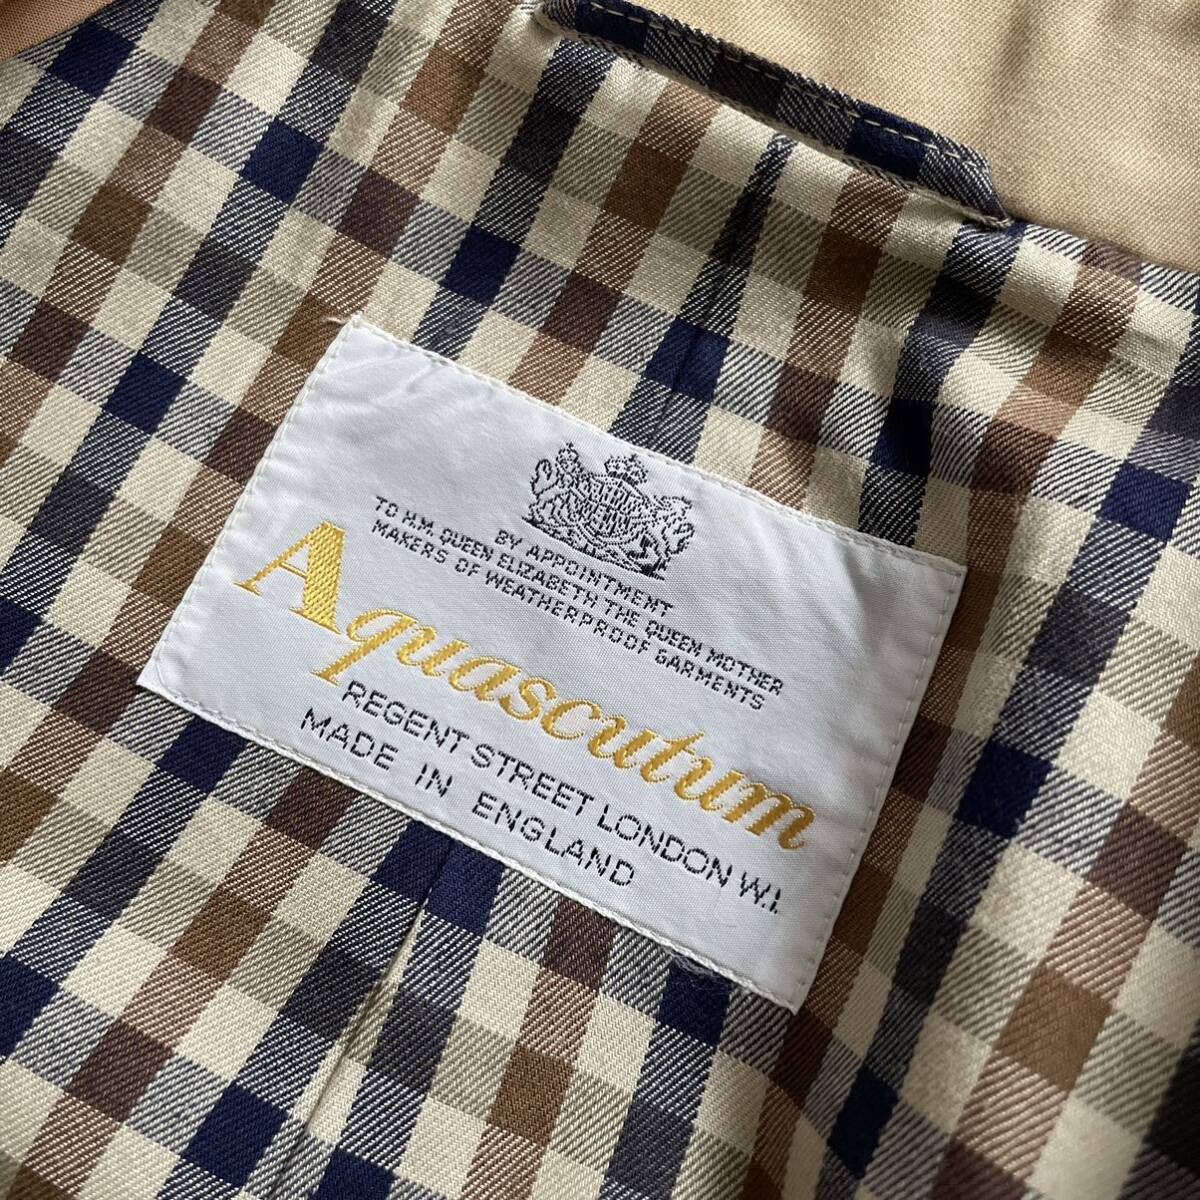 BY APPOINTMENT
TO H.M. QUEEN ELIZABETH THE QUEEN MOTHER
MAKERS OF WEATHERPROOF GARMENTS
Aquascutum
REGENT STREET LONDON W.I.
MADE IN ENGLAND